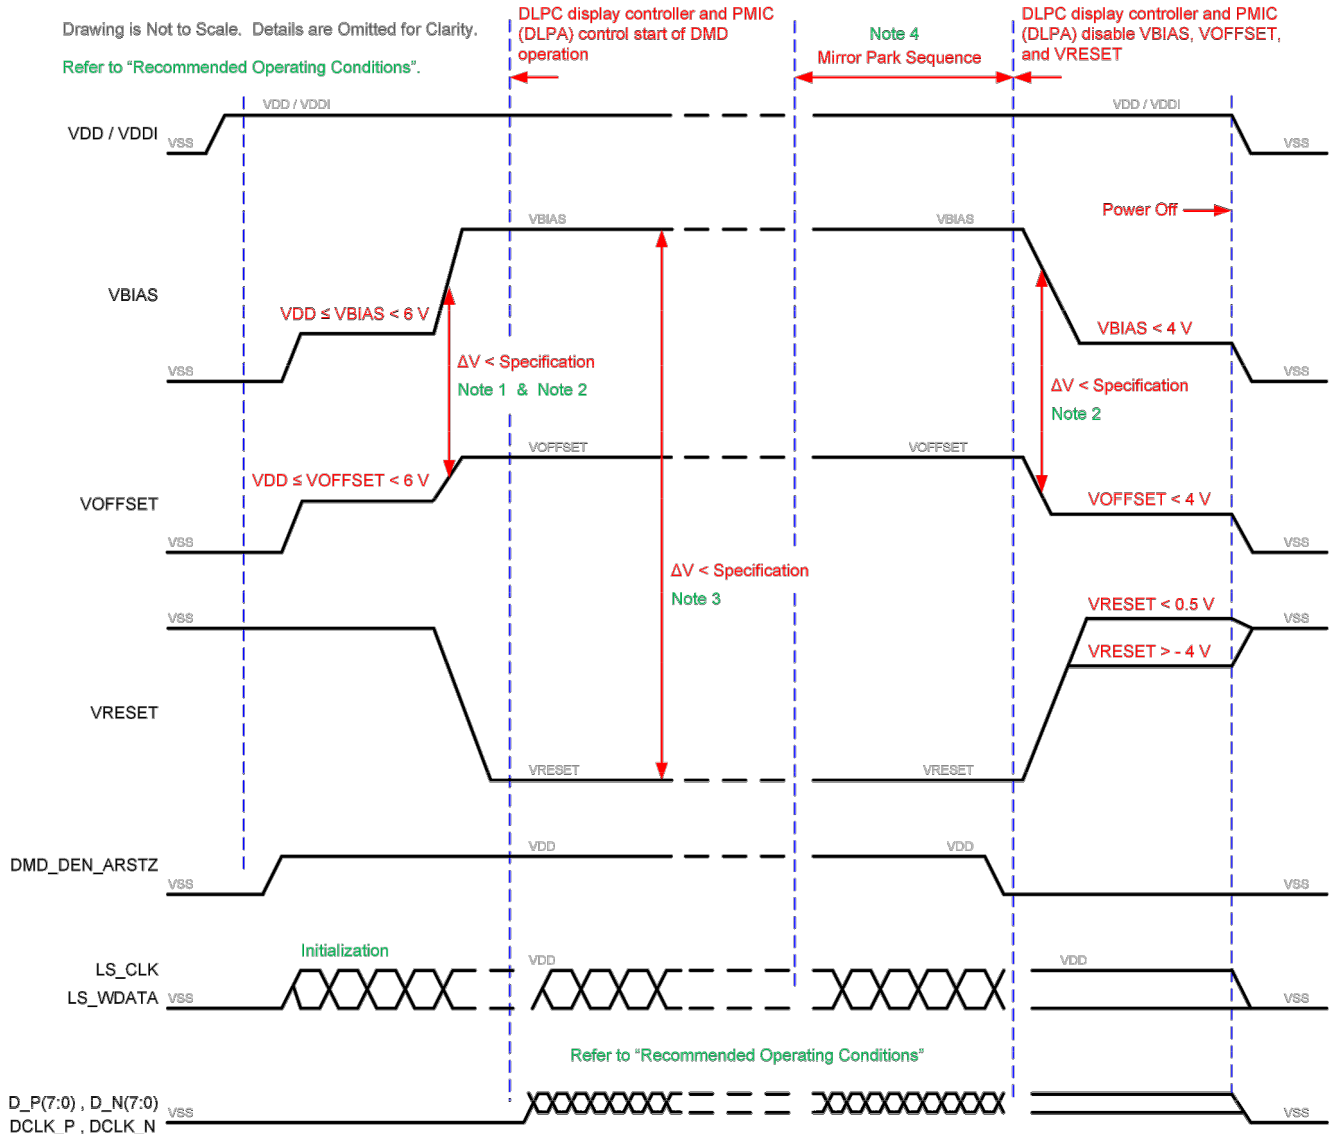 Drawing is Not to Scale.  Details are Omitted for Clarity.
Refer to “Recommended Operating Conditions”.
DLPC display controller and PMIC
(DLPA) control start of DMD
operation
Note 4
Mirror Park Sequence
DLPC display controller and PMIC
(DLPA) disable VBIAS, VOFFSET,
and VRESET
VDD / VDDI
VSS
VDD / VDDI
VDD / VDDI
VSS
Power Off
VBIAS
VSS
VDD ≤ VBIAS < 6 V
VBIAS
VBIAS
VBIAS < 4 V
VSS
ΔV < Specification
Note 1  &  Note 2
ΔV < Specification
Note 2
VOFFSET
VSS
VDD ≤ VOFFSET < 6 V
VOFFSET
VOFFSET
VOFFSET < 4 V
VSS
ΔV < Specification
Note 3
VRESET
VSS
VRESET
VRESET
VRESET < 0.5 V
VRESET > - 4 V
VSS
DMD_DEN_ARSTZ
VSS
VDD
VDD
VSS
Initialization
LS_CLK
LS_WDATA
VSS
VDD
VDD
VSS
Refer to “Recommended Operating Conditions”
D_P(7:0) , D_N(7:0)
DCLK_P , DCLK_N
VSS
VSS